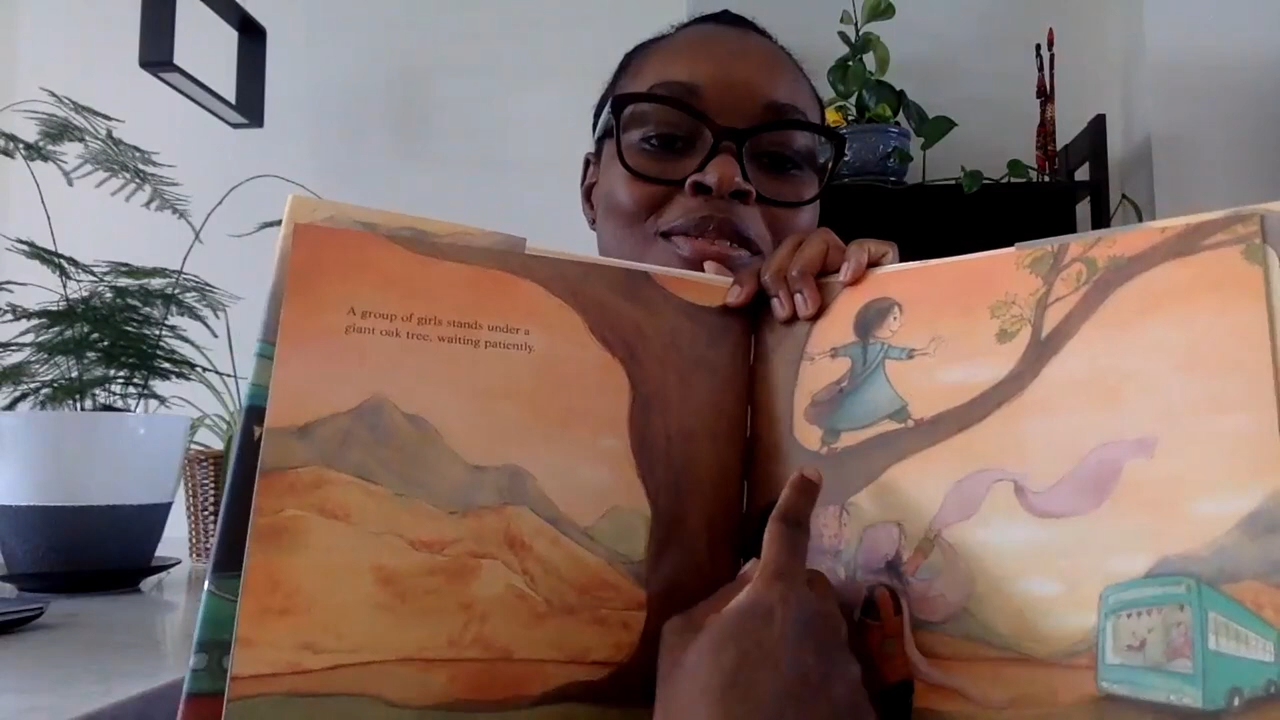 A group of girls stands under a
giant oak tree, waiting patiently.